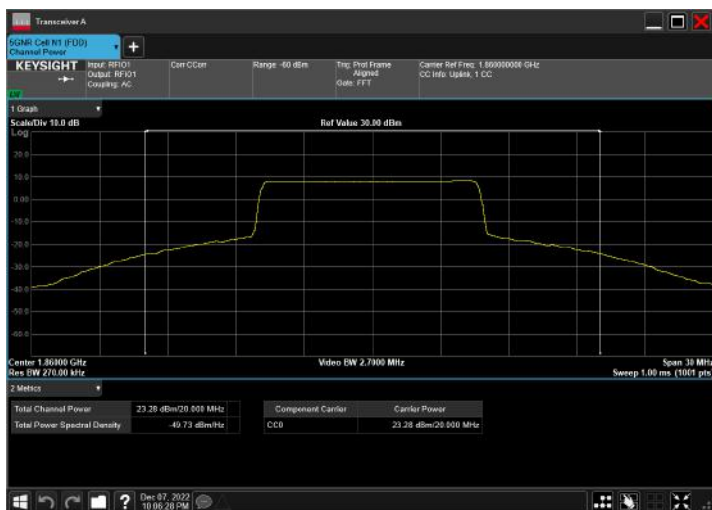 Transceiver A
5GNR Cell N1 (FDD)
Channel Power
+
KEYSIGHT
Input: RFIO1
Output: RFIO1
Coupling: AC
Corr CCorr
Range: -60 dBm
Trig: Prot Frame
Aligned
Gate: FFT
Carrier Ref Freq: 1.860000000 GHz
CC Info: Uplink, 1 CC
1 Graph
Scale/Div 10.0 dB
Ref Value 30.00 dBm
Log
20.0
10.0
0.00
-10.0
-20.0
-30.0
-40.0
-50.0
-60.0
Center 1.86000 GHz
Video BW 2.7000 MHz
Span 30 MHz
Res BW 270.00 kHz
Sweep 1.00 ms (1001 pts)
2 Metrics
Total Channel Power 23.28 dBm/20.000 MHz
Total Power Spectral Density -49.73 dBm/Hz
Component Carrier Carrier Power
CC0 23.28 dBm/20.000 MHz
?
Dec 07, 2022
10:06:28 PM